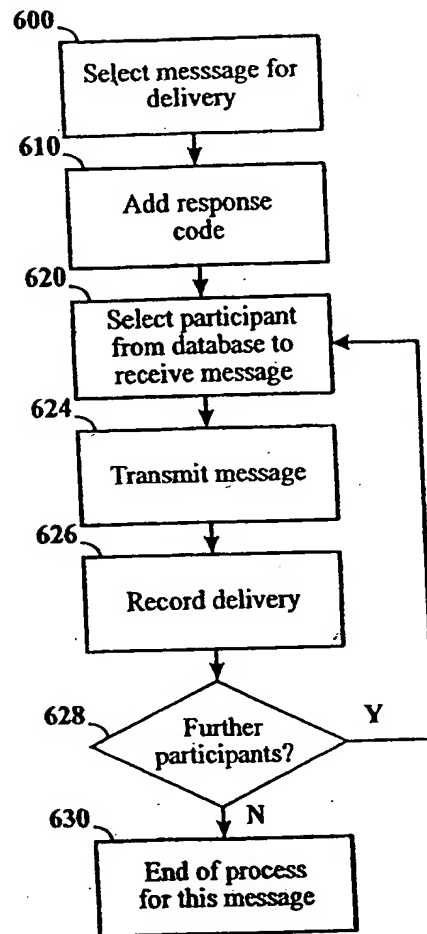 600
Select messsage for
delivery
610
Add response
code
620
Select participant
from database to
receive message
624
Transmit message
626
Record delivery
628
Further
participants?
Y
N
630
End of process
for this message